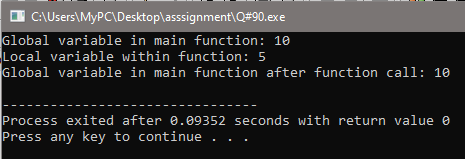 C:\Users\MyPC\Desktop\asssignment\Q#90.exe
Global variable in main function: 10
Local variable within function: 5
Global variable in main function after function call: 10
--------------------------------
Process exited after 0.09352 seconds with return value 0
Press any key to continue . . .